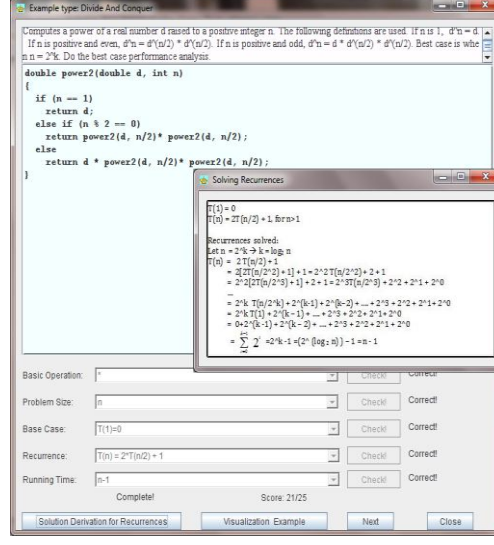 Example type: Divide And Conquer
Computes a power of a real number d raised to a positive integer n. The following definitions are used. If n is 1, d^n = d.
If n is positive and even, d^n = d^(n/2) * d^(n/2). If n is positive and odd, d^n = d * d^(n/2) * d^(n/2). Best case is whe
n n = 2^k. Do the best case performance analysis.
double power2(double d, int n)
{
if (n == 1)
return d;
else if (n % 2 == 0)
return power2(d, n/2)* power2(d, n/2);
else
return d * power2(d, n/2)* power2(d, n/2);
}
Solving Recurrences
T(1) = 0
T(n) = 2T(n/2) + 1, for n>1
Recurrences solved:
Let n = 2^k → k = log₂ n
T(n) = 2T(n/2) + 1
= 2[2T(n/2^2) + 1] + 1 = 2^2T(n/2^2) + 2 + 1
= 2^2[2T(n/2^3) + 1] + 2 + 1 = 2^3T(n/2^3) + 2^2 + 2^1 + 2^0
...
= 2^k T(n/2^k) + 2^(k-1) + 2^(k-2) + ... + 2^3 + 2^2 + 2^1 + 2^0
= 2^k T(1) + 2^(k-1) + ... + 2^3 + 2^2 + 2^1 + 2^0
= 0+2^(k-1) + 2^(k-2) + ... + 2^3 + 2^2 + 2^1 + 2^0
= ∑ 2^i = 2^k -1 =(2^ (log₂ n) ) - 1 = n - 1
Basic Operation: * Check! Correct!
Problem Size: n Check! Correct!
Base Case: T(1)=0 Check! Correct!
Recurrence: T(n) = 2*T(n/2) + 1 Check! Correct!
Running Time: n-1 Check! Correct!
Complete! Score: 21/25
Solution Derivation for Recurrences Visualization Example Next Close